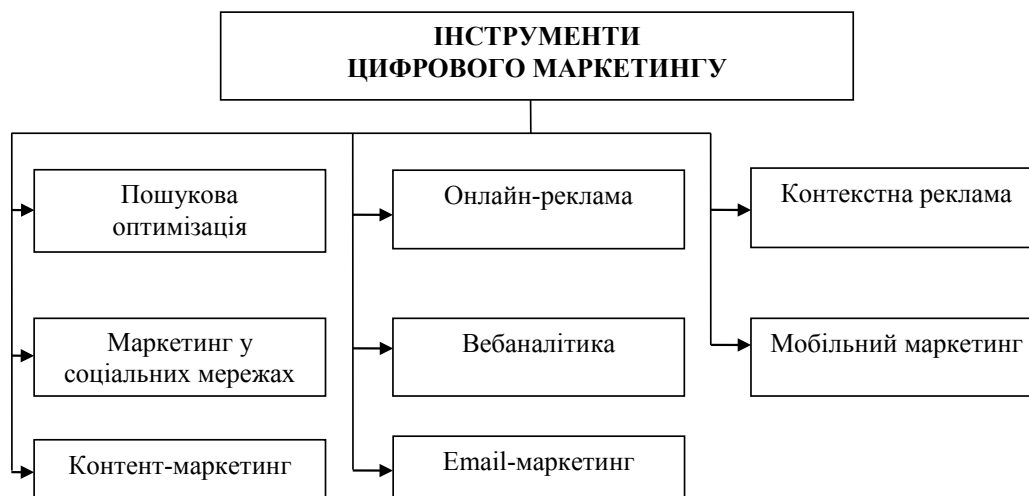 ІНСТРУМЕНТИ
ЦИФРОВОГО МАРКЕТИНГУ
Пошукова
оптимізація
Онлайн-реклама
Контекстна реклама
Маркетинг у
соціальних мережах
Вебаналітика
Мобільний маркетинг
Контент-маркетинг
Email-маркетинг